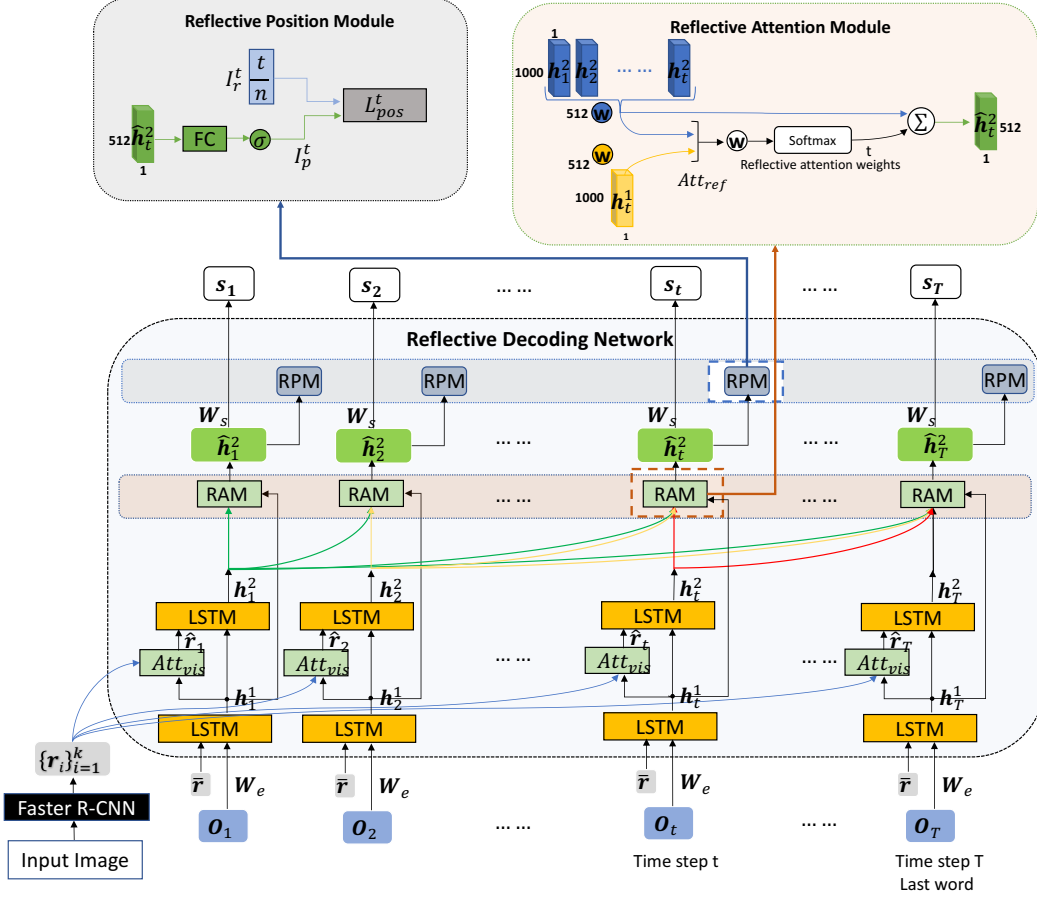 Reflective Position Module
I_r^t
t/n
L_pos^t
512 ĥ_t^2
FC
σ
I_p^t
1
Reflective Attention Module
1
1000 h_1^2 h_2^2 ... ... h_t^2
512 W
512 W
1000 h_t^1
1
Att_ref
W
Softmax
t
Reflective attention weights
Σ
ĥ_t^2 512
1
s_1 s_2 ... ... s_t ... ... s_T
Reflective Decoding Network
RPM RPM RPM RPM
W_s W_s W_s W_s
ĥ_1^2 ĥ_2^2 ... ... ĥ_t^2 ... ... ĥ_T^2
RAM RAM ... ... RAM ... ... RAM
h_1^2 h_2^2 h_t^2 h_T^2
LSTM LSTM LSTM LSTM
r̂_1 r̂_2 r̂_t r̂_T
Att_vis Att_vis ... ... Att_vis ... ... Att_vis
h_1^1 h_2^1 h_t^1 h_T^1
LSTM LSTM LSTM LSTM
{r_i}_{i=1}^k
r̄ W_e r̄ W_e r̄ W_e r̄ W_e
Faster R-CNN
O_1 O_2 ... ... O_t ... ... O_T
Input Image
Time step t
Time step T
Last word